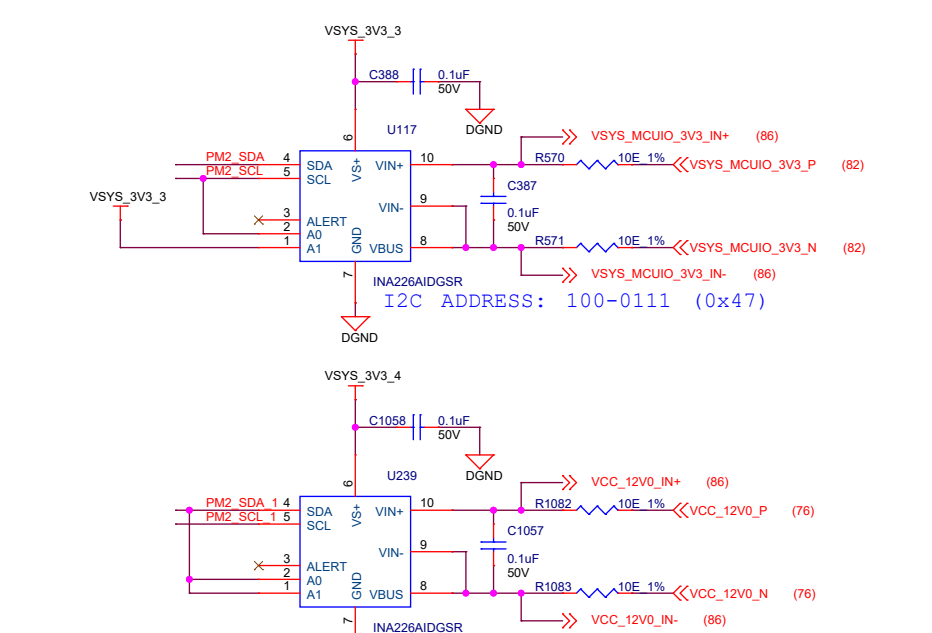 VSYS_3V3_3
C388 0.1uF
50V
DGND
U117
6
VSYS_MCUIO_3V3_IN+ (86)
PM2_SDA 4 SDA VS+ VIN+ 10 R570 10E_1% VSYS_MCUIO_3V3_P (82)
PM2_SCL 5 SCL
VSYS_3V3_3
C387
VIN- 9
0.1uF
50V
3 ALERT
2 A0
1 A1 GND VBUS 8 R571 10E_1% VSYS_MCUIO_3V3_N (82)
7
VSYS_MCUIO_3V3_IN- (86)
INA226AIDGSR
I2C ADDRESS: 100-0111 (0x47)
DGND
VSYS_3V3_4
C1058 0.1uF
50V
DGND
U239
6
VCC_12V0_IN+ (86)
PM2_SDA_1 4 SDA VS+ VIN+ 10 R1082 10E_1% VCC_12V0_P (76)
PM2_SCL_1 5 SCL
C1057
VIN- 9
0.1uF
50V
3 ALERT
2 A0
1 A1 GND VBUS 8 R1083 10E_1% VCC_12V0_N (76)
7
VCC_12V0_IN- (86)
INA226AIDGSR